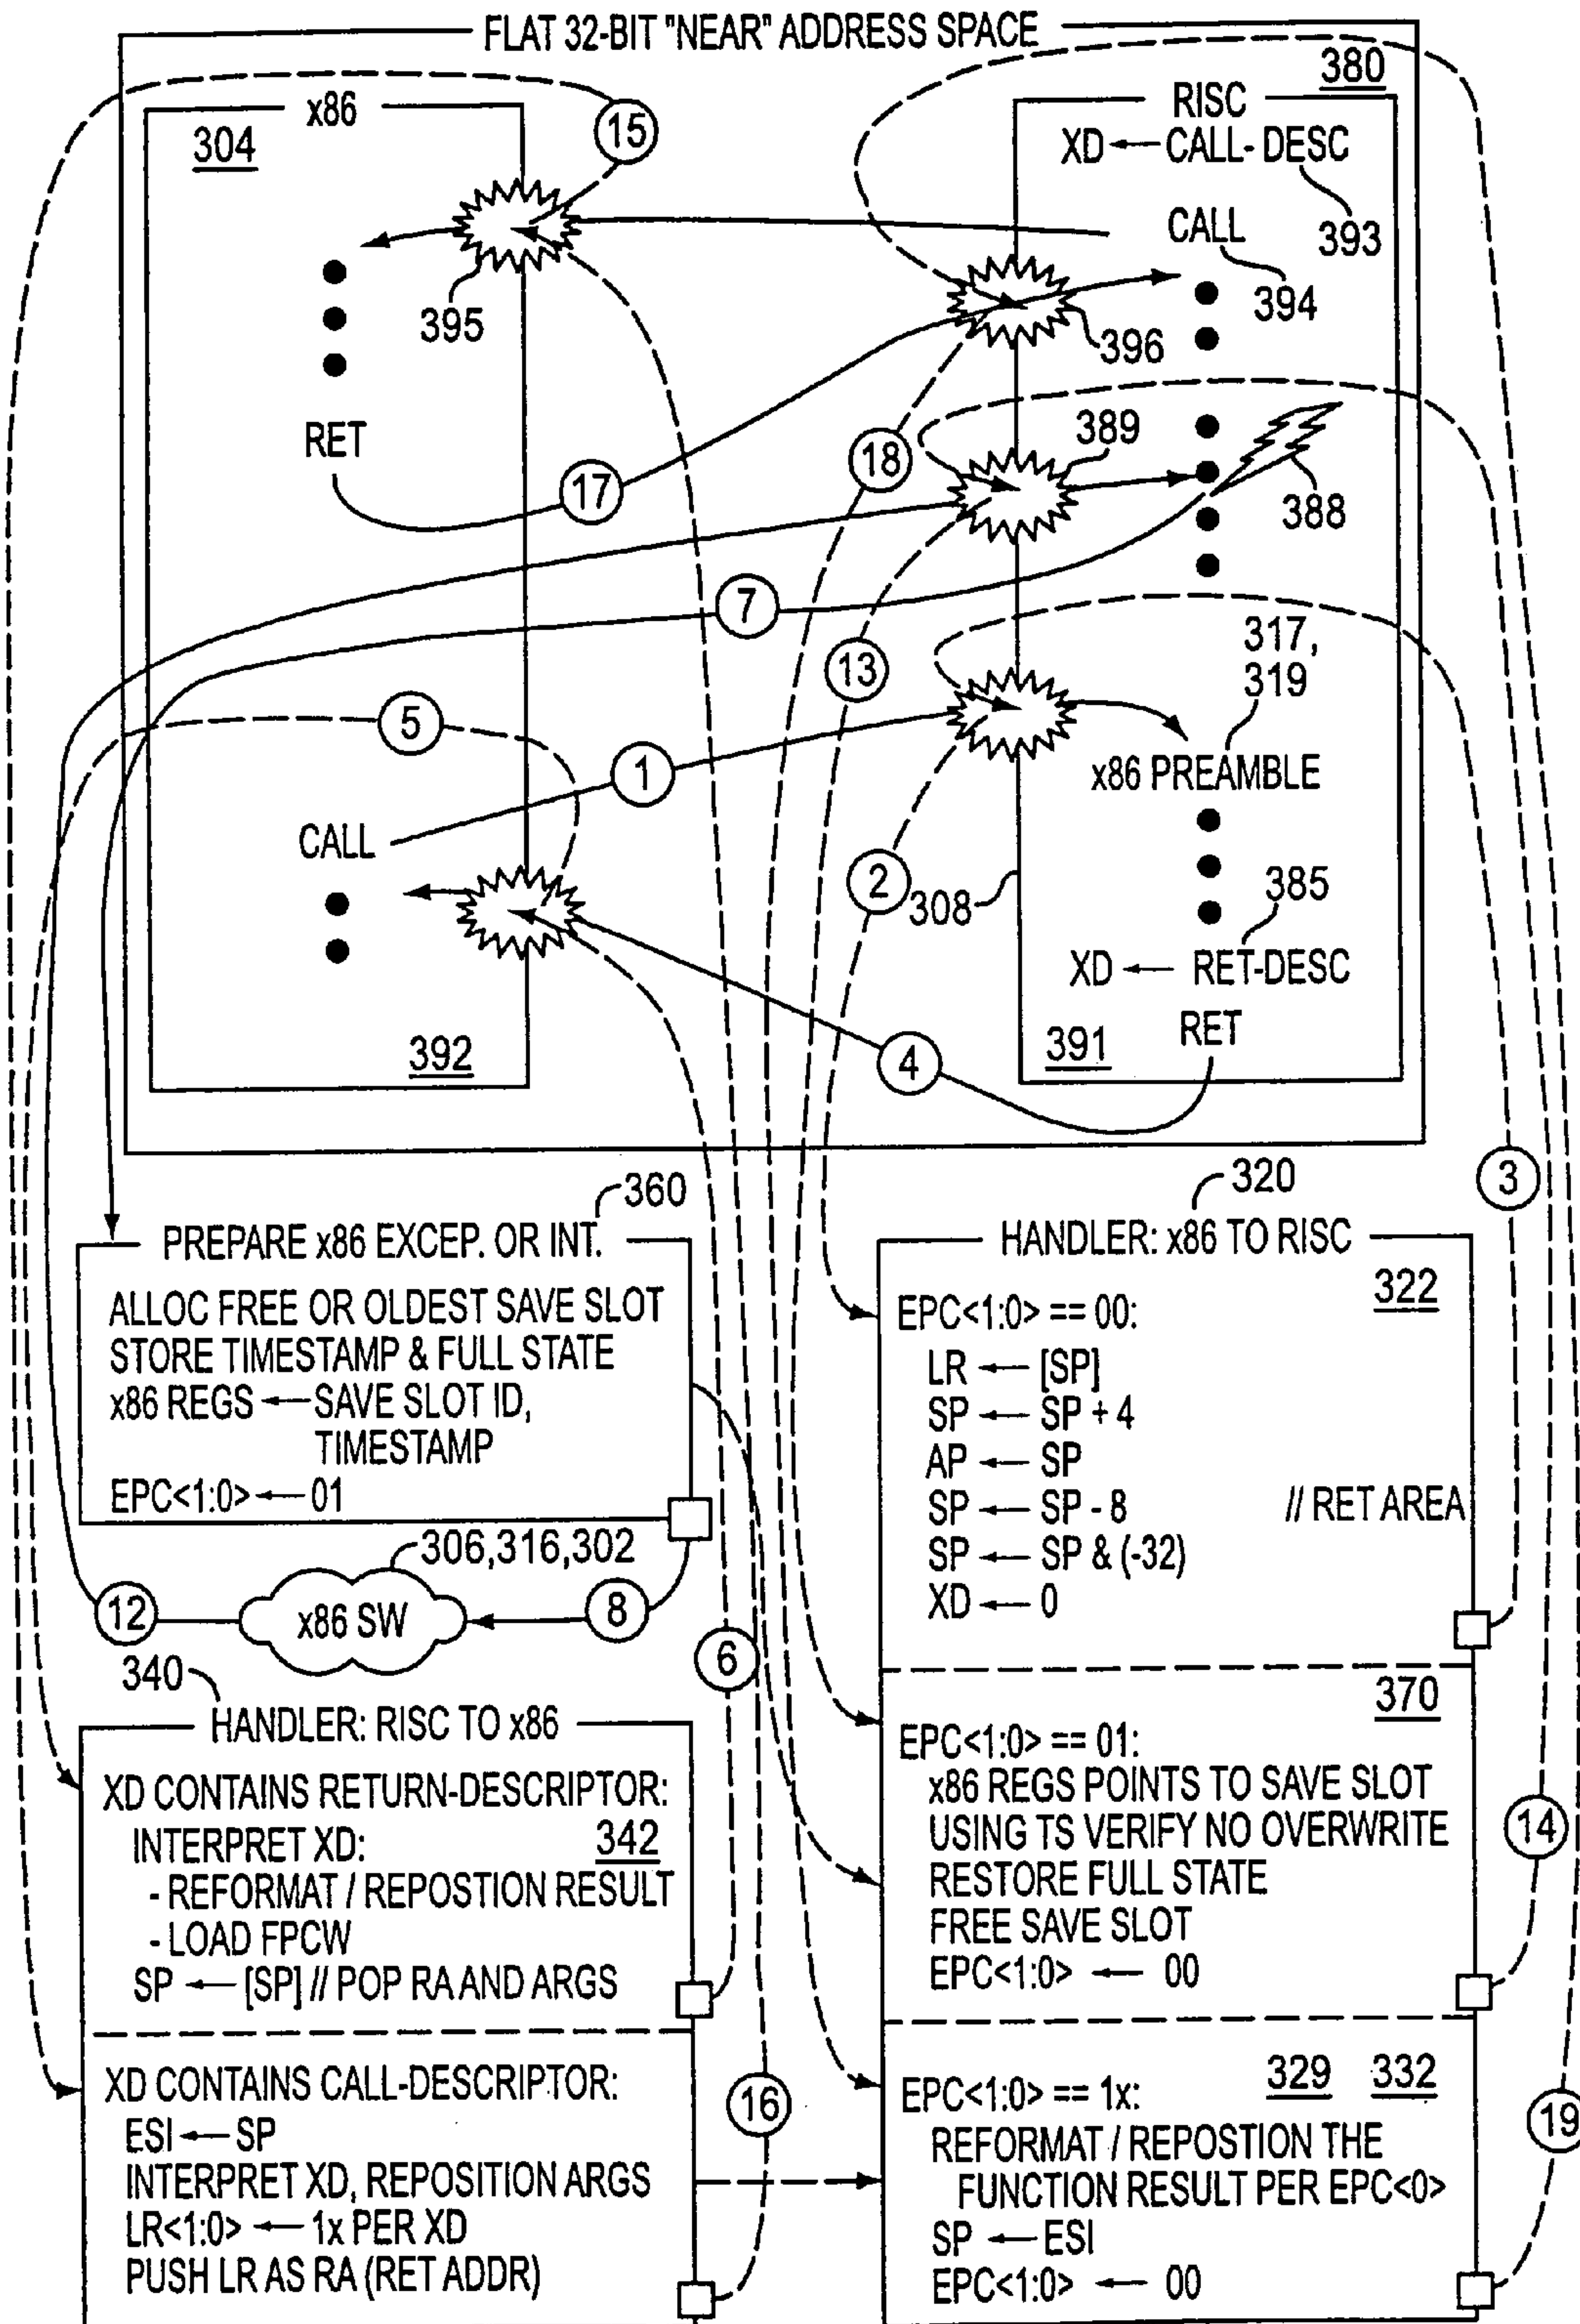 FLAT 32-BIT "NEAR" ADDRESS SPACE
380
x86
304
15
RISC
XD ← CALL- DESC
393
CALL
394
395
396
RET
17
18
389
388
7
13
317,
319
5
1
x86 PREAMBLE
CALL
2
308
385
XD ← RET-DESC
RET
392
391
4
3
360
PREPARE x86 EXCEP. OR INT.
ALLOC FREE OR OLDEST SAVE SLOT
STORE TIMESTAMP & FULL STATE
x86 REGS ← SAVE SLOT ID,
TIMESTAMP
EPC<1:0> ← 01
306,316,302
12
x86 SW
8
6
320
HANDLER: x86 TO RISC
322
EPC<1:0> == 00:
LR ← [SP]
SP ← SP + 4
AP ← SP
SP ← SP - 8 // RET AREA
SP ← SP & (-32)
XD ← 0
370
EPC<1:0> == 01:
x86 REGS POINTS TO SAVE SLOT
USING TS VERIFY NO OVERWRITE
RESTORE FULL STATE
FREE SAVE SLOT
EPC<1:0> ← 00
14
340
HANDLER: RISC TO x86
XD CONTAINS RETURN-DESCRIPTOR:
INTERPRET XD: 342
- REFORMAT / REPOSTION RESULT
- LOAD FPCW
SP ← [SP] // POP RA AND ARGS
XD CONTAINS CALL-DESCRIPTOR:
ESI ← SP
INTERPRET XD, REPOSITION ARGS
LR<1:0> ← 1x PER XD
PUSH LR AS RA (RET ADDR)
16
329 332
EPC<1:0> == 1x:
REFORMAT / REPOSTION THE
FUNCTION RESULT PER EPC<0>
SP ← ESI
EPC<1:0> ← 00
19